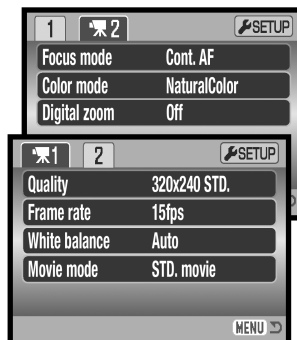 1 2 SETUP
Focus mode Cont. AF
Color mode NaturalColor
Digital zoom Off
1 2 SETUP
Quality 320x240 STD.
Frame rate 15fps
White balance Auto
Movie mode STD. movie
MENU